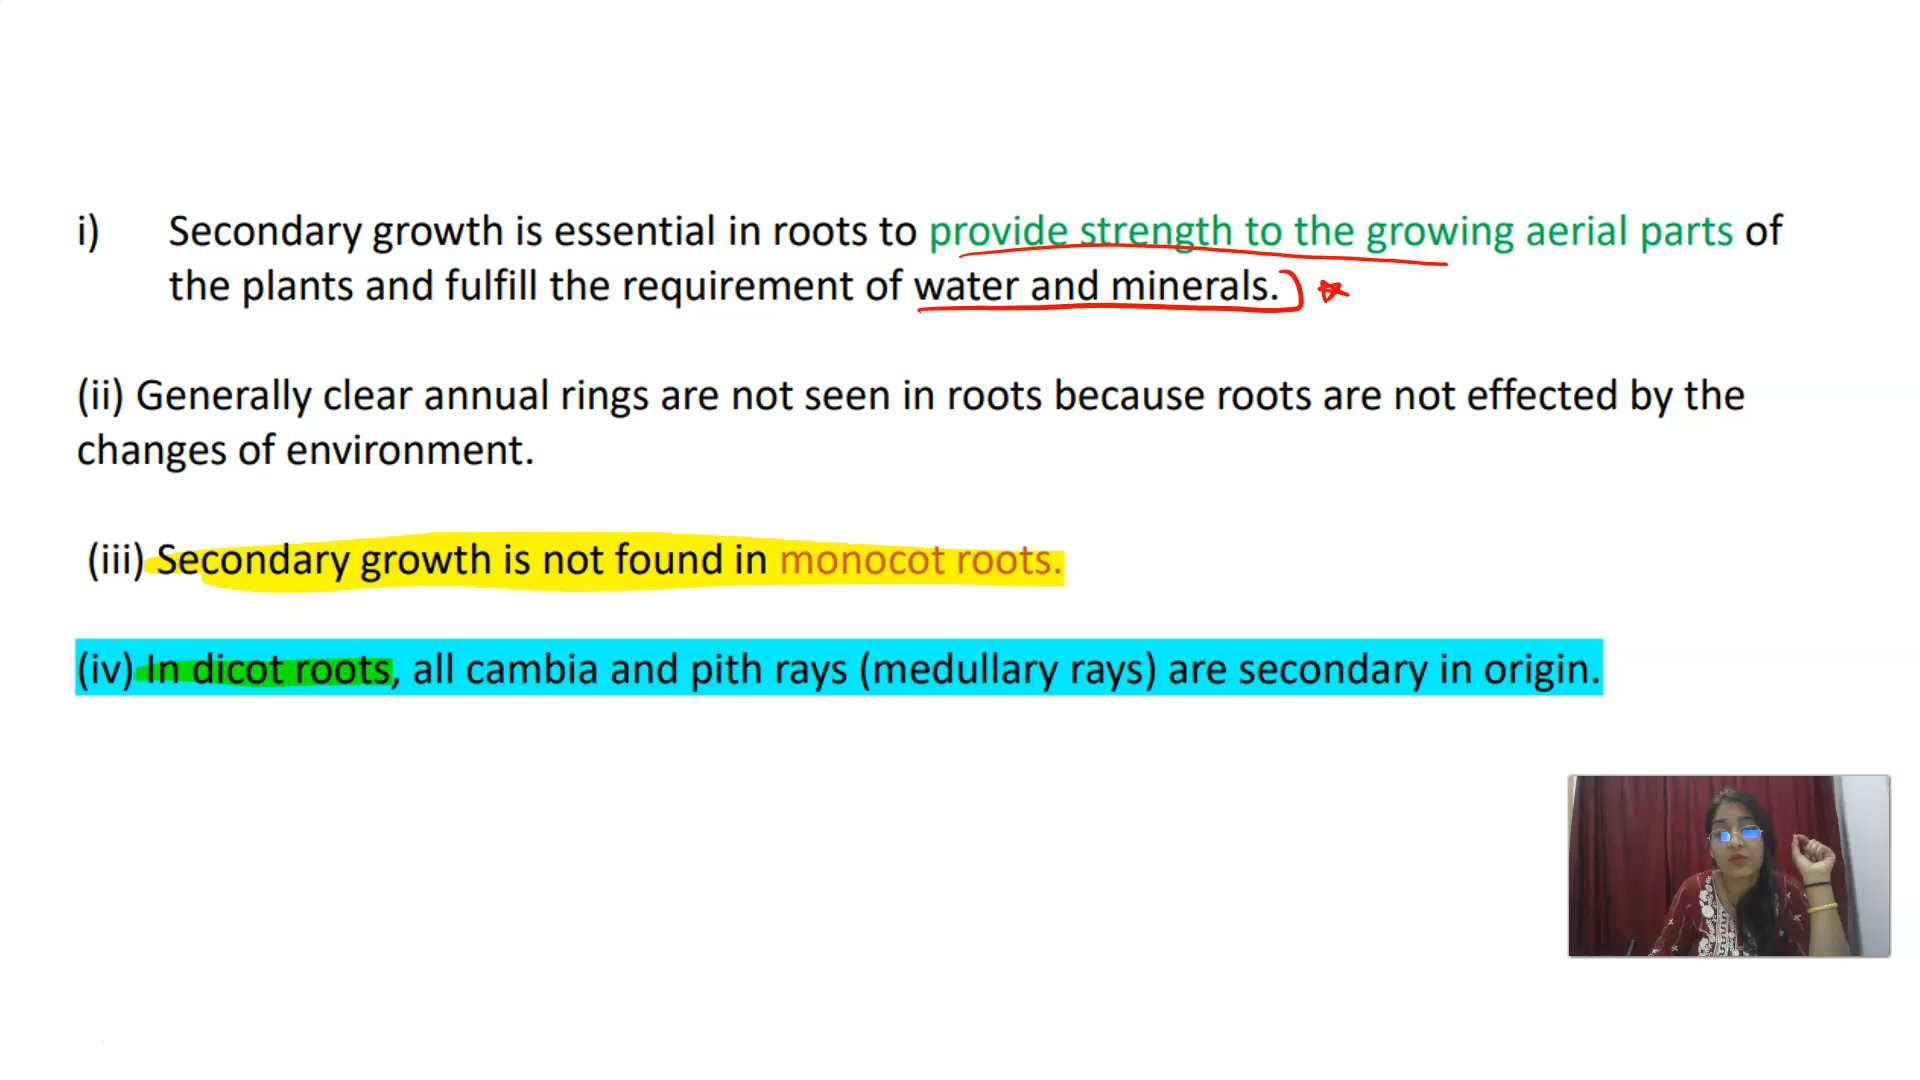 i) Secondary growth is essential in roots to provide strength to the growing aerial parts of
the plants and fulfill the requirement of water and minerals.
(ii) Generally clear annual rings are not seen in roots because roots are not effected by the
changes of environment.
(iii) Secondary growth is not found in monocot roots.
(iv) In dicot roots, all cambia and pith rays (medullary rays) are secondary in origin.